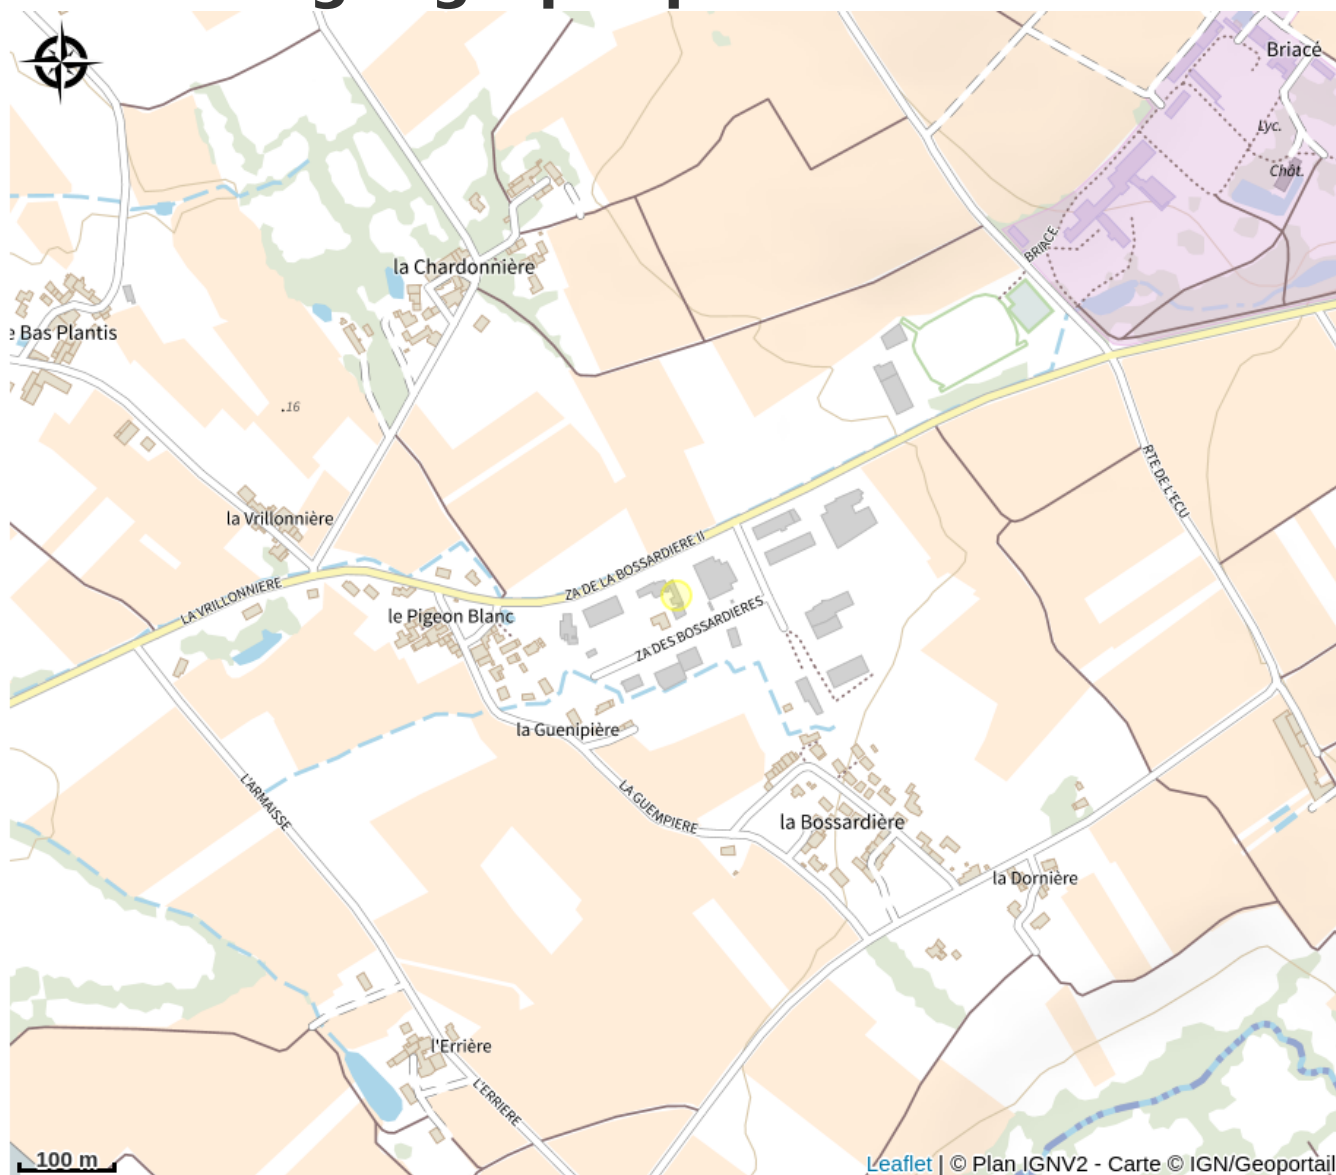 Briacé
Lyc.
Chât.
BRIACE
la Chardonnière
e Bas Plantis
.16
RTE DE L'ECU
la Vrillonnière
ZA DE LA BOSSARDIERE II
LA VRILLONNIERE
le Pigeon Blanc
ZA DES BOSSARDIERES
la Guenipière
L'ARMAISSE
LA GUEMPIERE
la Bossardière
la Dornière
l'Errière
L'ERRIERE
100 m
Leaflet | © Plan IGNV2 - Carte © IGN/Geoportail